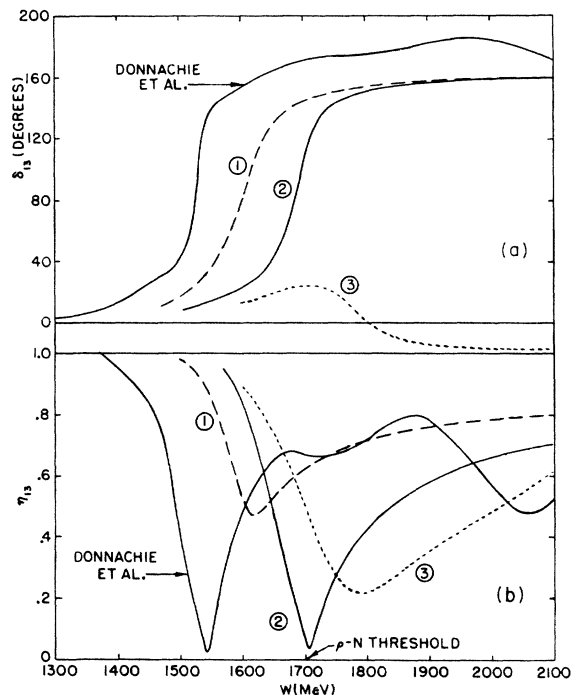 200
160
120
80
40
0
δ13 (DEGREES)
DONNACHIE
ET AL.
1
2
3
(a)
1.0
.8
.6
.4
.2
0
η13
1
DONNACHIE
ET AL.
2
3
(b)
ρ-N THRESHOLD
1300 1500 1600 1700 1800 1900 2000 2100
W(MeV)